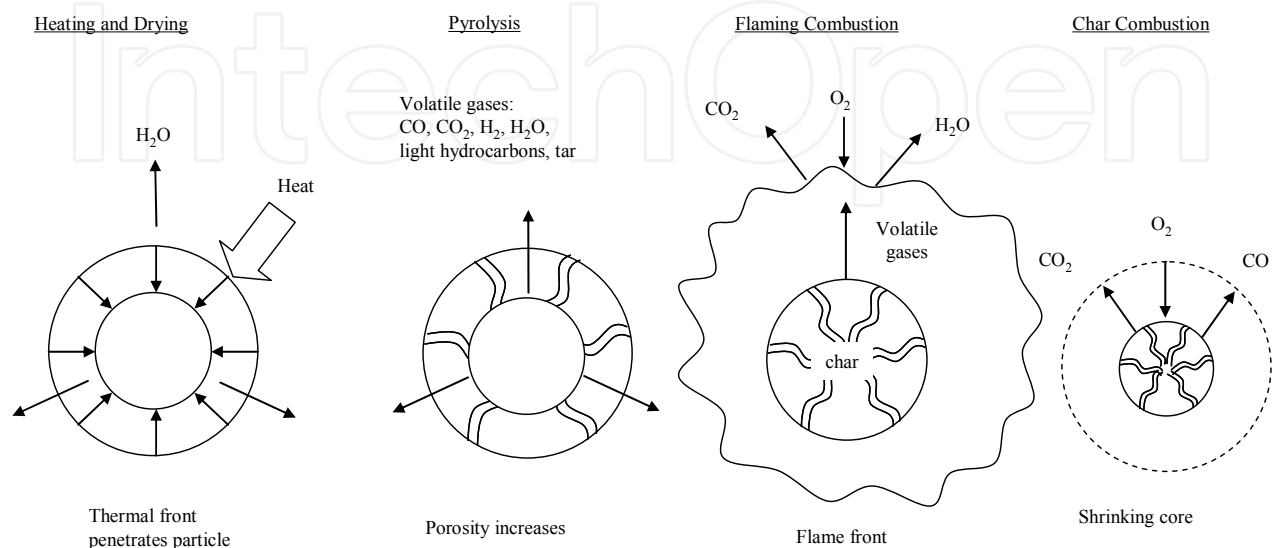 IntechOpen
Heating and Drying
Pyrolysis
Flaming Combustion
Char Combustion
Volatile gases:
CO, CO₂, H₂, H₂O,
light hydrocarbons, tar
H₂O
Heat
CO₂
O₂
H₂O
Volatile
gases
char
O₂
CO₂
CO
Thermal front
penetrates particle
Porosity increases
Flame front
Shrinking core